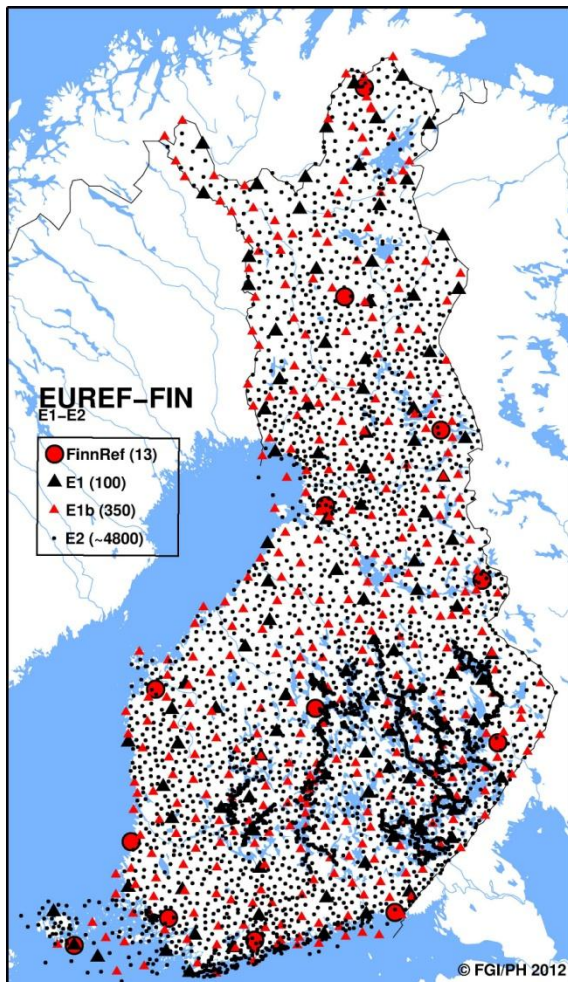 EUREF-FIN
E1-E2
FinnRef (13)
E1 (100)
E1b (350)
E2 (~4800)
© FGI/PH 2012